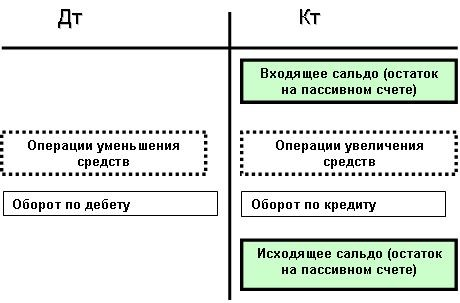 Дт
Кт
Входящее сальдо (остаток
на пассивном счете)
Операции уменьшения
средств
Операции увеличения
средств
Оборот по дебету
Оборот по кредиту
Исходящее сальдо (остаток
на пассивном счете)